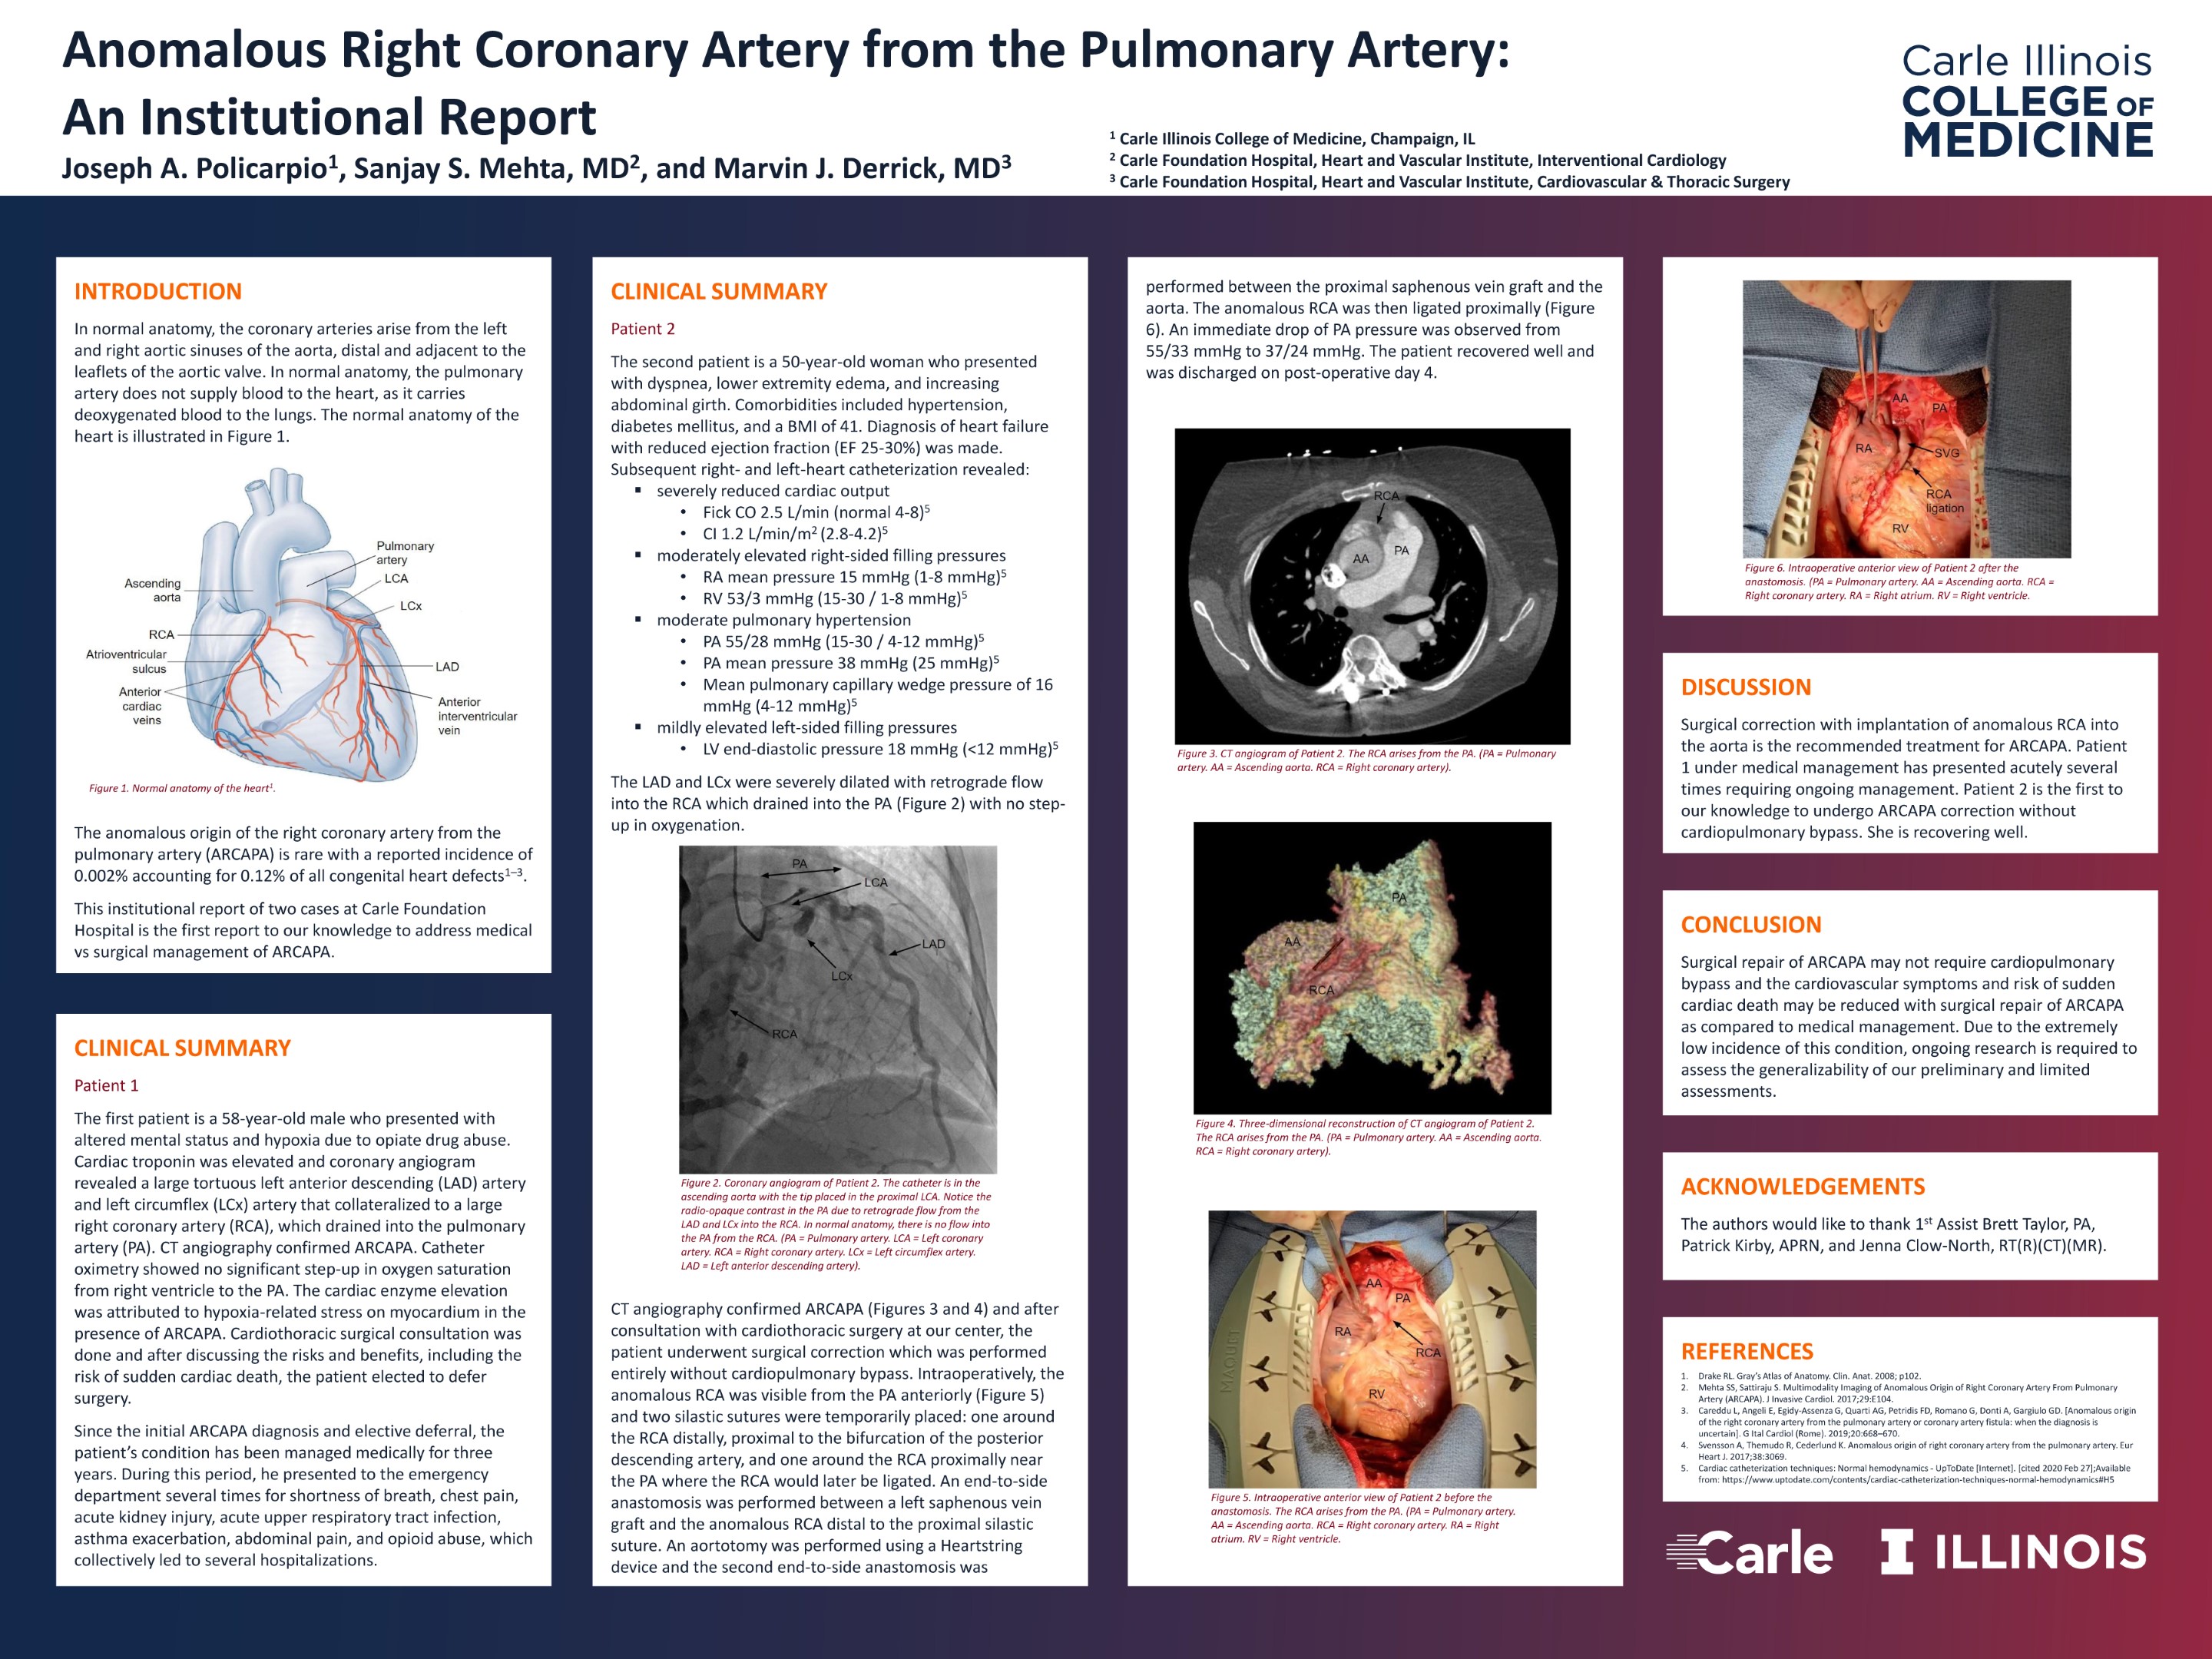 Anomalous Right Coronary Artery from the Pulmonary Artery:
An Institutional Report
Joseph A. Policarpio1, Sanjay S. Mehta, MD2, and Marvin J. Derrick, MD3
1 Carle Illinois College of Medicine, Champaign, IL
2 Carle Foundation Hospital, Heart and Vascular Institute, Interventional Cardiology
3 Carle Foundation Hospital, Heart and Vascular Institute, Cardiovascular & Thoracic Surgery
Carle Illinois
COLLEGE OF
MEDICINE
INTRODUCTION
In normal anatomy, the coronary arteries arise from the left
and right aortic sinuses of the aorta, distal and adjacent to the
leaflets of the aortic valve. In normal anatomy, the pulmonary
artery does not supply blood to the heart, as it carries
deoxygenated blood to the lungs. The normal anatomy of the
heart is illustrated in Figure 1.
Pulmonary
artery
LCA
LCx
Ascending
aorta
RCA
Atrioventricular
sulcus
Anterior
cardiac
veins
LAD
Anterior
interventricular
vein
Figure 1. Normal anatomy of the heart1.
The anomalous origin of the right coronary artery from the
pulmonary artery (ARCAPA) is rare with a reported incidence of
0.002% accounting for 0.12% of all congenital heart defects1–3.
This institutional report of two cases at Carle Foundation
Hospital is the first report to our knowledge to address medical
vs surgical management of ARCAPA.
CLINICAL SUMMARY
Patient 1
The first patient is a 58-year-old male who presented with
altered mental status and hypoxia due to opiate drug abuse.
Cardiac troponin was elevated and coronary angiogram
revealed a large tortuous left anterior descending (LAD) artery
and left circumflex (LCx) artery that collateralized to a large
right coronary artery (RCA), which drained into the pulmonary
artery (PA). CT angiography confirmed ARCAPA. Catheter
oximetry showed no significant step-up in oxygen saturation
from right ventricle to the PA. The cardiac enzyme elevation
was attributed to hypoxia-related stress on myocardium in the
presence of ARCAPA. Cardiothoracic surgical consultation was
done and after discussing the risks and benefits, including the
risk of sudden cardiac death, the patient elected to defer
surgery.
Since the initial ARCAPA diagnosis and elective deferral, the
patient's condition has been managed medically for three
years. During this period, he presented to the emergency
department several times for shortness of breath, chest pain,
acute kidney injury, acute upper respiratory tract infection,
asthma exacerbation, abdominal pain, and opioid abuse, which
collectively led to several hospitalizations.
CLINICAL SUMMARY
Patient 2
The second patient is a 50-year-old woman who presented
with dyspnea, lower extremity edema, and increasing
abdominal girth. Comorbidities included hypertension,
diabetes mellitus, and a BMI of 41. Diagnosis of heart failure
with reduced ejection fraction (EF 25-30%) was made.
Subsequent right- and left-heart catheterization revealed:
▪ severely reduced cardiac output
• Fick CO 2.5 L/min (normal 4-8)5
• CI 1.2 L/min/m2 (2.8-4.2)5
▪ moderately elevated right-sided filling pressures
• RA mean pressure 15 mmHg (1-8 mmHg)5
• RV 53/3 mmHg (15-30 / 1-8 mmHg)5
▪ moderate pulmonary hypertension
• PA 55/28 mmHg (15-30 / 4-12 mmHg)5
• PA mean pressure 38 mmHg (25 mmHg)5
• Mean pulmonary capillary wedge pressure of 16
mmHg (4-12 mmHg)5
▪ mildly elevated left-sided filling pressures
• LV end-diastolic pressure 18 mmHg (<12 mmHg)5
The LAD and LCx were severely dilated with retrograde flow
into the RCA which drained into the PA (Figure 2) with no step-
up in oxygenation.
PA
LCA
LAD
LCx
RCA
Figure 2. Coronary angiogram of Patient 2. The catheter is in the
ascending aorta with the tip placed in the proximal LCA. Notice the
radio-opaque contrast in the PA due to retrograde flow from the
LAD and LCx into the RCA. In normal anatomy, there is no flow into
the PA from the RCA. (PA = Pulmonary artery. LCA = Left coronary
artery. RCA = Right coronary artery. LCx = Left circumflex artery.
LAD = Left anterior descending artery).
CT angiography confirmed ARCAPA (Figures 3 and 4) and after
consultation with cardiothoracic surgery at our center, the
patient underwent surgical correction which was performed
entirely without cardiopulmonary bypass. Intraoperatively, the
anomalous RCA was visible from the PA anteriorly (Figure 5)
and two silastic sutures were temporarily placed: one around
the RCA distally, proximal to the bifurcation of the posterior
descending artery, and one around the RCA proximally near
the PA where the RCA would later be ligated. An end-to-side
anastomosis was performed between a left saphenous vein
graft and the anomalous RCA distal to the proximal silastic
suture. An aortotomy was performed using a Heartstring
device and the second end-to-side anastomosis was
performed between the proximal saphenous vein graft and the
aorta. The anomalous RCA was then ligated proximally (Figure
6). An immediate drop of PA pressure was observed from
55/33 mmHg to 37/24 mmHg. The patient recovered well and
was discharged on post-operative day 4.
RCA
AA
PA
Figure 3. CT angiogram of Patient 2. The RCA arises from the PA. (PA = Pulmonary
artery. AA = Ascending aorta. RCA = Right coronary artery).
PA
AA
RCA
Figure 4. Three-dimensional reconstruction of CT angiogram of Patient 2.
The RCA arises from the PA. (PA = Pulmonary artery. AA = Ascending aorta.
RCA = Right coronary artery).
MAQUET
AA
PA
RA
RCA
RV
Figure 5. Intraoperative anterior view of Patient 2 before the
anastomosis. The RCA arises from the PA. (PA = Pulmonary artery.
AA = Ascending aorta. RCA = Right coronary artery. RA = Right
atrium. RV = Right ventricle.
AA
PA
RA
SVG
RCA
ligation
RV
Figure 6. Intraoperative anterior view of Patient 2 after the
anastomosis. (PA = Pulmonary artery. AA = Ascending aorta. RCA =
Right coronary artery. RA = Right atrium. RV = Right ventricle.
DISCUSSION
Surgical correction with implantation of anomalous RCA into
the aorta is the recommended treatment for ARCAPA. Patient
1 under medical management has presented acutely several
times requiring ongoing management. Patient 2 is the first to
our knowledge to undergo ARCAPA correction without
cardiopulmonary bypass. She is recovering well.
CONCLUSION
Surgical repair of ARCAPA may not require cardiopulmonary
bypass and the cardiovascular symptoms and risk of sudden
cardiac death may be reduced with surgical repair of ARCAPA
as compared to medical management. Due to the extremely
low incidence of this condition, ongoing research is required to
assess the generalizability of our preliminary and limited
assessments.
ACKNOWLEDGEMENTS
The authors would like to thank 1st Assist Brett Taylor, PA,
Patrick Kirby, APRN, and Jenna Clow-North, RT(R)(CT)(MR).
REFERENCES
1. Drake RL. Gray's Atlas of Anatomy. Clin. Anat. 2008; p102.
2. Mehta SS, Sattiraju S. Multimodality Imaging of Anomalous Origin of Right Coronary Artery From Pulmonary
Artery (ARCAPA). J Invasive Cardiol. 2017;29:E104.
3. Careddu L, Angeli E, Egidy-Assenza G, Quarti AG, Petridis FD, Romano G, Donti A, Gargiulo GD. [Anomalous origin
of the right coronary artery from the pulmonary artery or coronary artery fistula: when the diagnosis is
uncertain]. G Ital Cardiol (Rome). 2019;20:668–670.
4. Svensson A, Themudo R, Cederlund K. Anomalous origin of right coronary artery from the pulmonary artery. Eur
Heart J. 2017;38:3069.
5. Cardiac catheterization techniques: Normal hemodynamics - UpToDate [Internet]. [cited 2020 Feb 27];Available
from: https://www.uptodate.com/contents/cardiac-catheterization-techniques-normal-hemodynamics#H5
Carle
I ILLINOIS